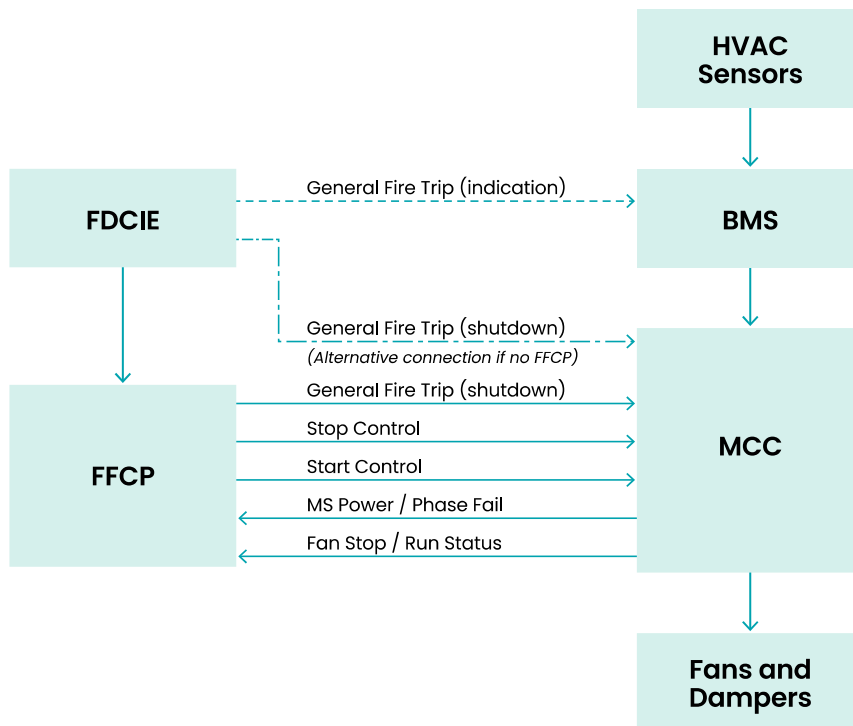 HVAC
Sensors
General Fire Trip (indication)
FDCIE
BMS
General Fire Trip (shutdown)
(Alternative connection if no FFCP)
General Fire Trip (shutdown)
Stop Control
MCC
FFCP
Start Control
MS Power / Phase Fail
Fan Stop / Run Status
Fans and
Dampers